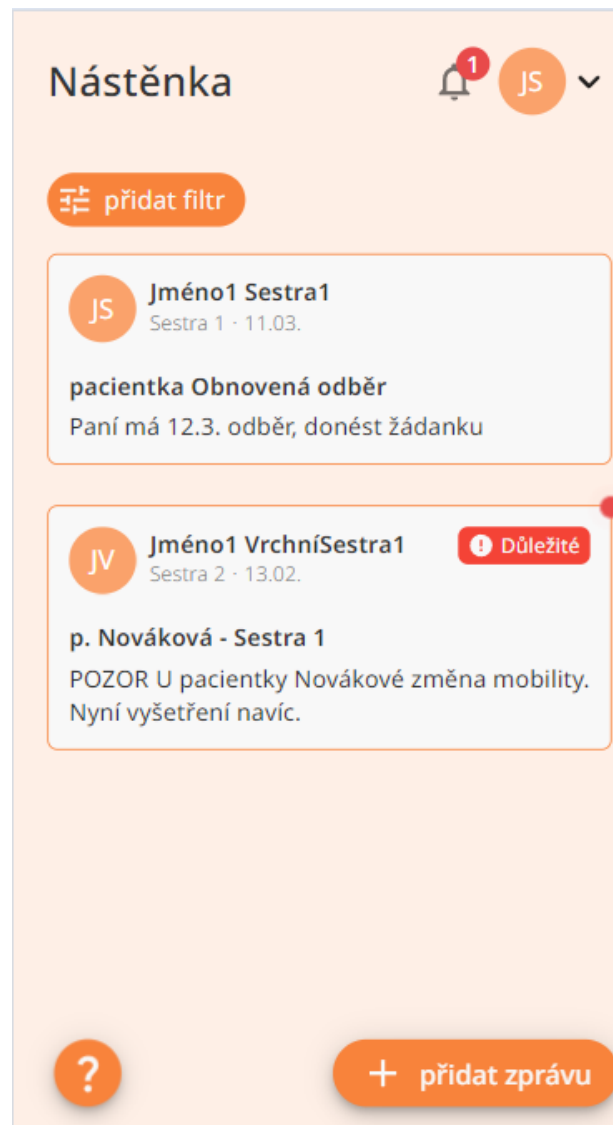 Nástěnka
1
JS
přidat filtr
JS
Jméno1 Sestra1
Sestra 1 · 11.03.
pacientka Obnovená odběr
Paní má 12.3. odběr, donést žádanku
JV
Jméno1 VrchníSestra1
Sestra 2 · 13.02.
Důležité
p. Nováková - Sestra 1
POZOR U pacientky Novákové změna mobility.
Nyní vyšetření navíc.
?
+ přidat zprávu